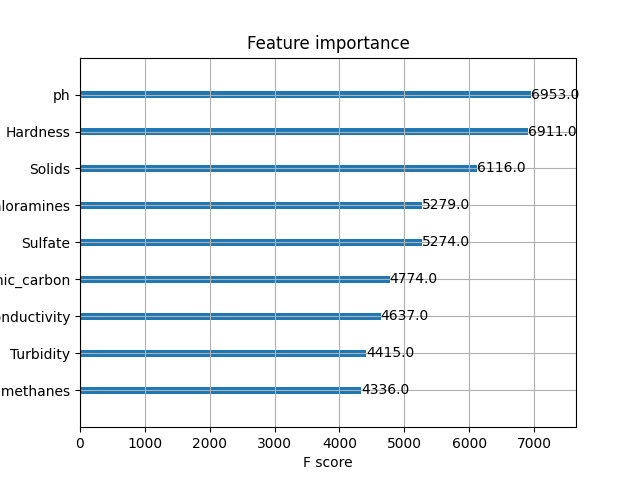 Feature importance
ph
6953.0
Hardness
6911.0
Solids
6116.0
loramines
5279.0
Sulfate
5274.0
nic_carbon
4774.0
nductivity
4637.0
Turbidity
4415.0
methanes
4336.0
0 1000 2000 3000 4000 5000 6000 7000
F score